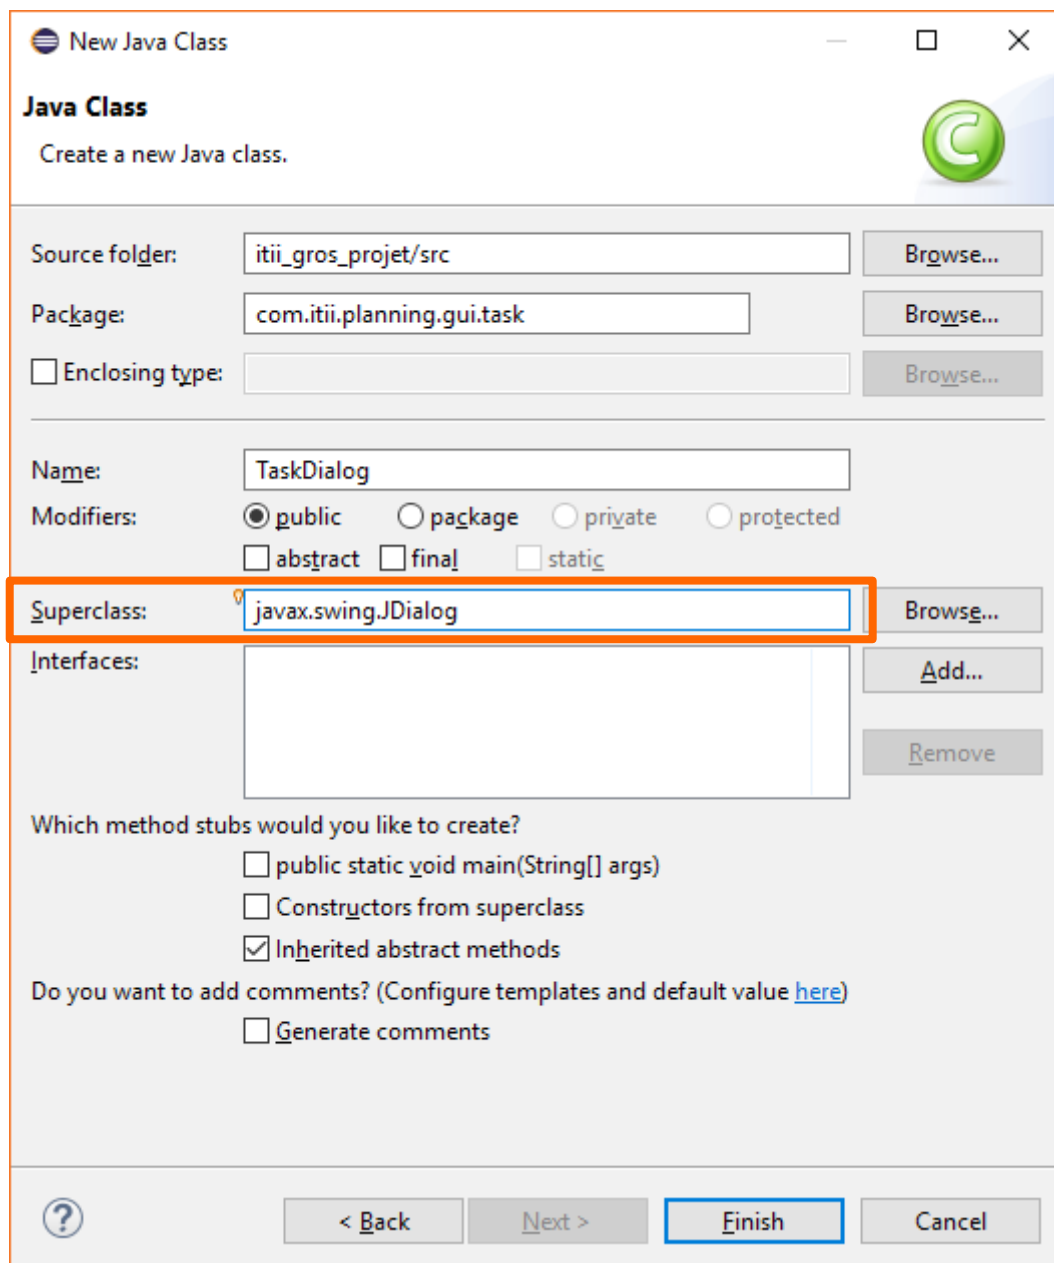 New Java Class
Java Class
Create a new Java class.
Source folder: itii_gros_projet/src Browse...
Package: com.itii.planning.gui.task Browse...
Enclosing type: Browse...
Name: TaskDialog
Modifiers: public package private protected
abstract final static
Superclass: javax.swing.JDialog Browse...
Interfaces: Add...
Remove
Which method stubs would you like to create?
public static void main(String[] args)
Constructors from superclass
Inherited abstract methods
Do you want to add comments? (Configure templates and default value here)
Generate comments
? < Back Next > Finish Cancel